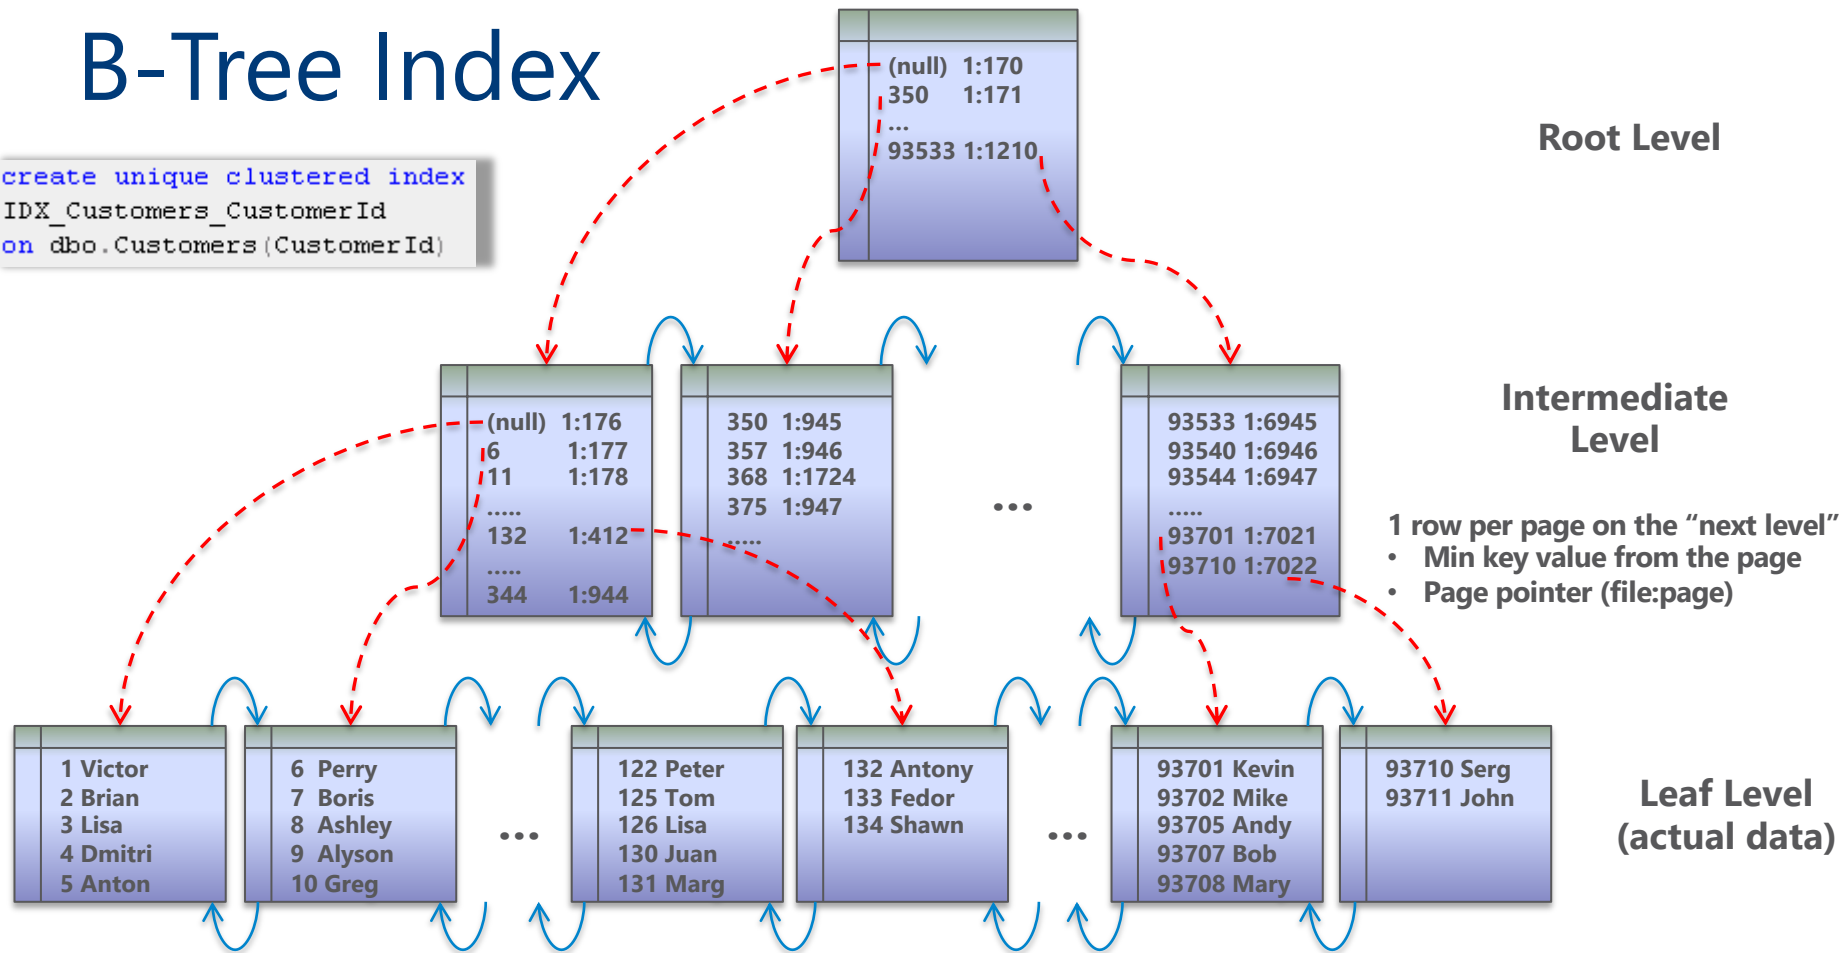 B-Tree Index
create unique clustered index
IDX_Customers_CustomerId
on dbo.Customers(CustomerId)
(null) 1:170
350 1:171
...
93533 1:1210
Root Level
(null) 1:176
6 1:177
11 1:178
.....
132 1:412
.....
344 1:944
350 1:945
357 1:946
368 1:1724
375 1:947
.....
...
93533 1:6945
93540 1:6946
93544 1:6947
.....
93701 1:7021
93710 1:7022
Intermediate
Level
1 row per page on the “next level”
• Min key value from the page
• Page pointer (file:page)
1 Victor
2 Brian
3 Lisa
4 Dmitri
5 Anton
6 Perry
7 Boris
8 Ashley
9 Alyson
10 Greg
...
122 Peter
125 Tom
126 Lisa
130 Juan
131 Marg
132 Antony
133 Fedor
134 Shawn
...
93701 Kevin
93702 Mike
93705 Andy
93707 Bob
93708 Mary
93710 Serg
93711 John
Leaf Level
(actual data)